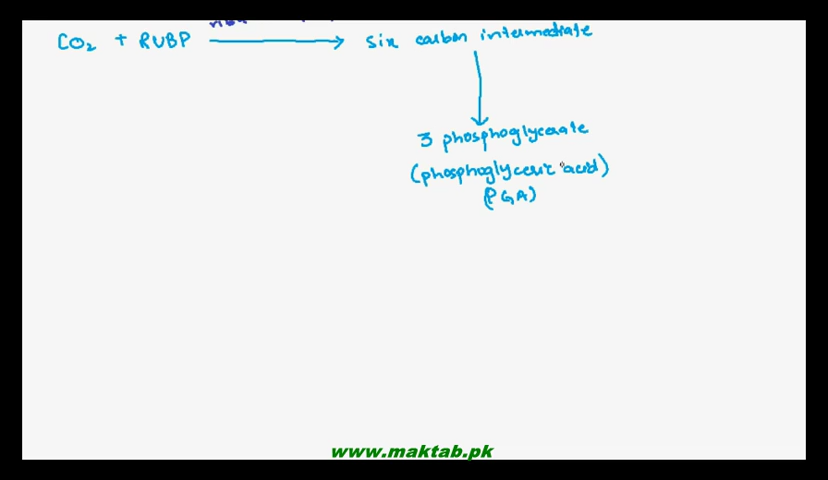 CO₂ + RUBP → six carbon intermediate
3 phosphoglycerate
(phosphoglyceric acid)
(PGA)
www.maktab.pk